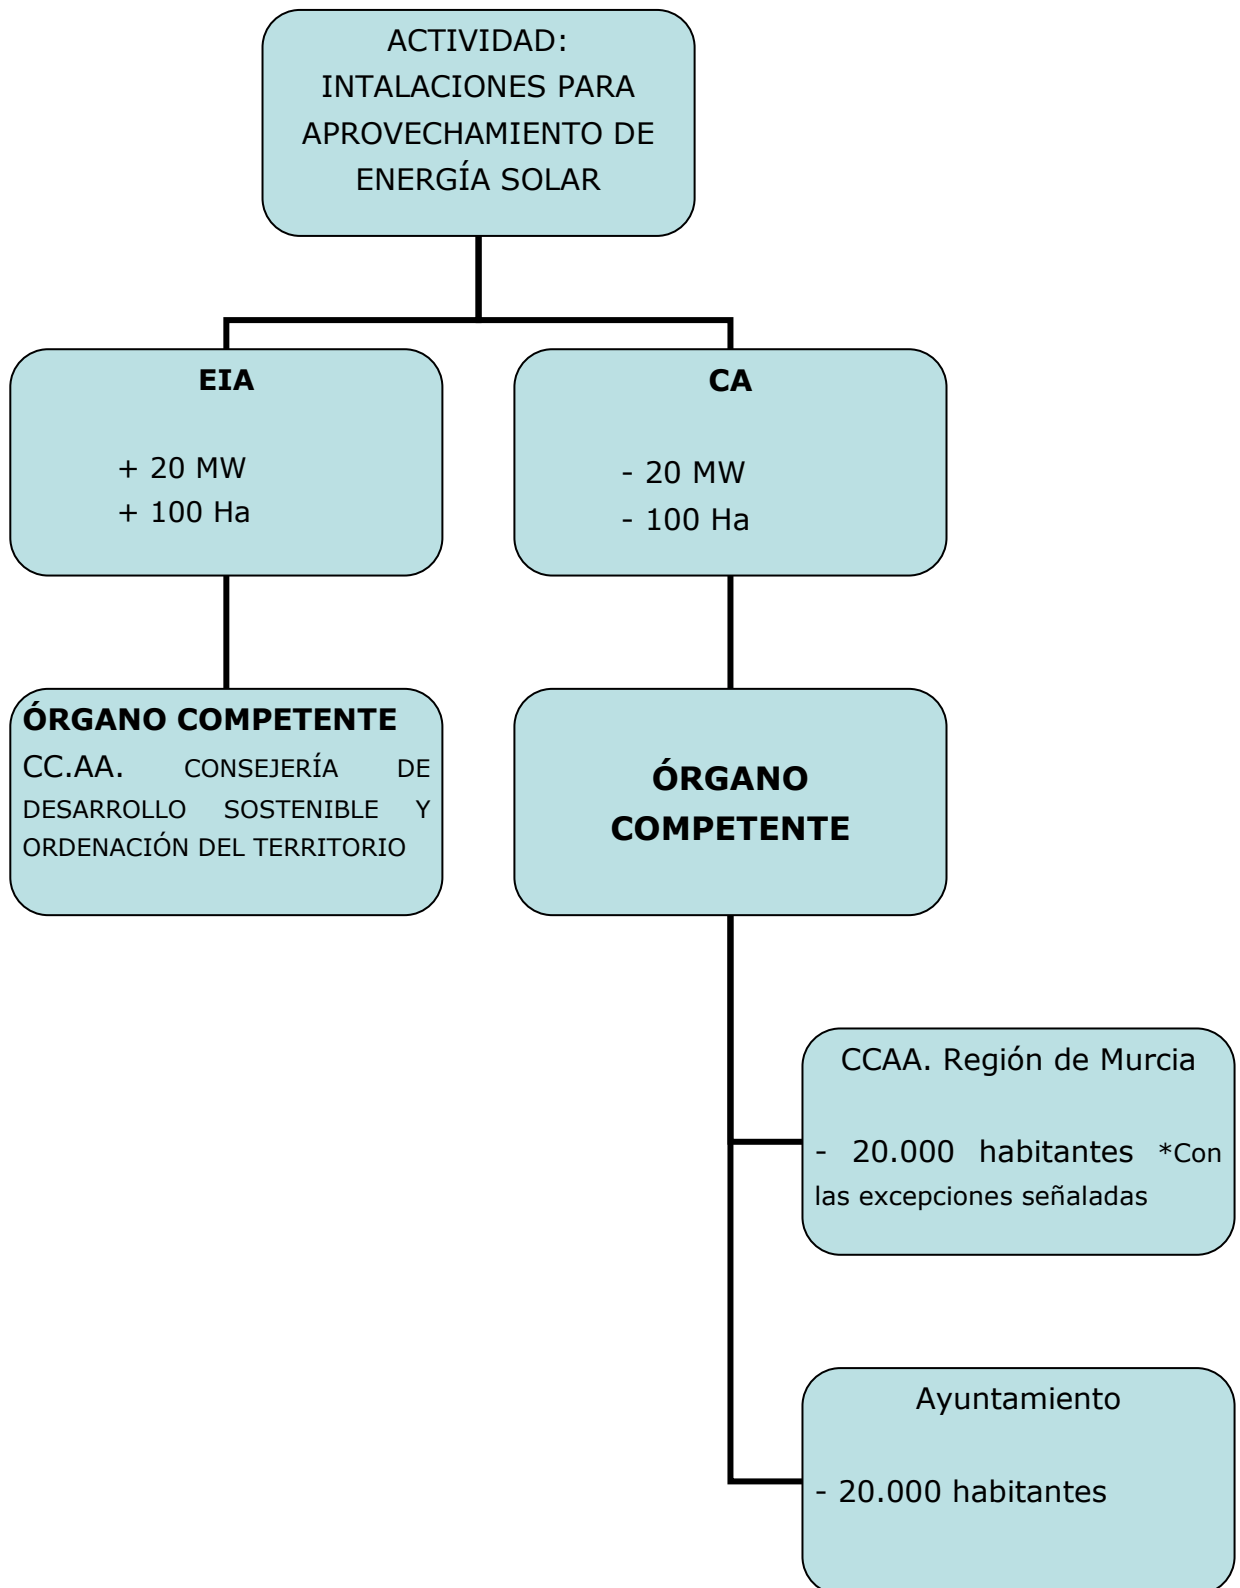 ACTIVIDAD:
INTALACIONES PARA
APROVECHAMIENTO DE
ENERGÍA SOLAR
EIA
+ 20 MW
+ 100 Ha
CA
- 20 MW
- 100 Ha
ÓRGANO COMPETENTE
CC.AA. CONSEJERÍA DE
DESARROLLO SOSTENIBLE Y
ORDENACIÓN DEL TERRITORIO
ÓRGANO
COMPETENTE
CCAA. Región de Murcia
- 20.000 habitantes *Con
las excepciones señaladas
Ayuntamiento
- 20.000 habitantes